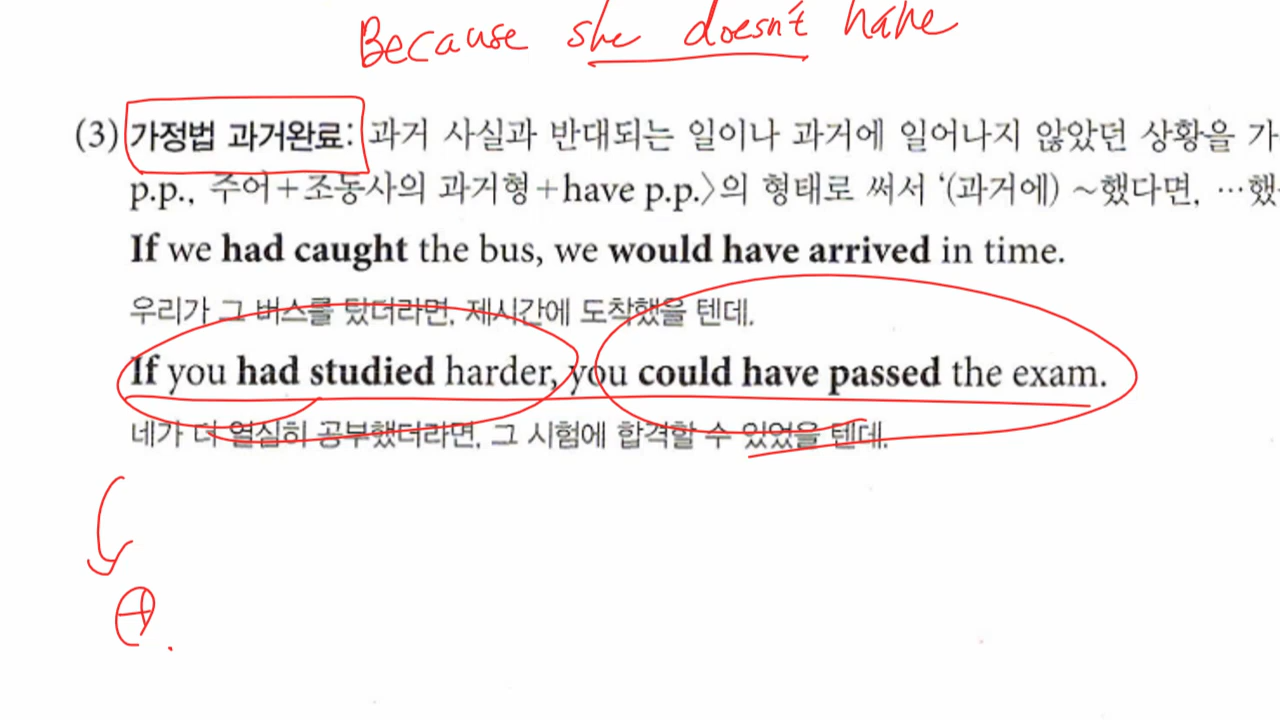 Because she doesn't have
(3) 가정법 과거완료: 과거 사실과 반대되는 일이나 과거에 일어나지 않았던 상황을 가
p.p., 주어+조동사의 과거형+have p.p.〉의 형태로 써서 ‘(과거에) ~했다면, …했
If we had caught the bus, we would have arrived in time.
우리가 그 버스를 탔더라면, 제시간에 도착했을 텐데.
If you had studied harder, you could have passed the exam.
네가 더 열심히 공부했더라면, 그 시험에 합격할 수 있었을 텐데.